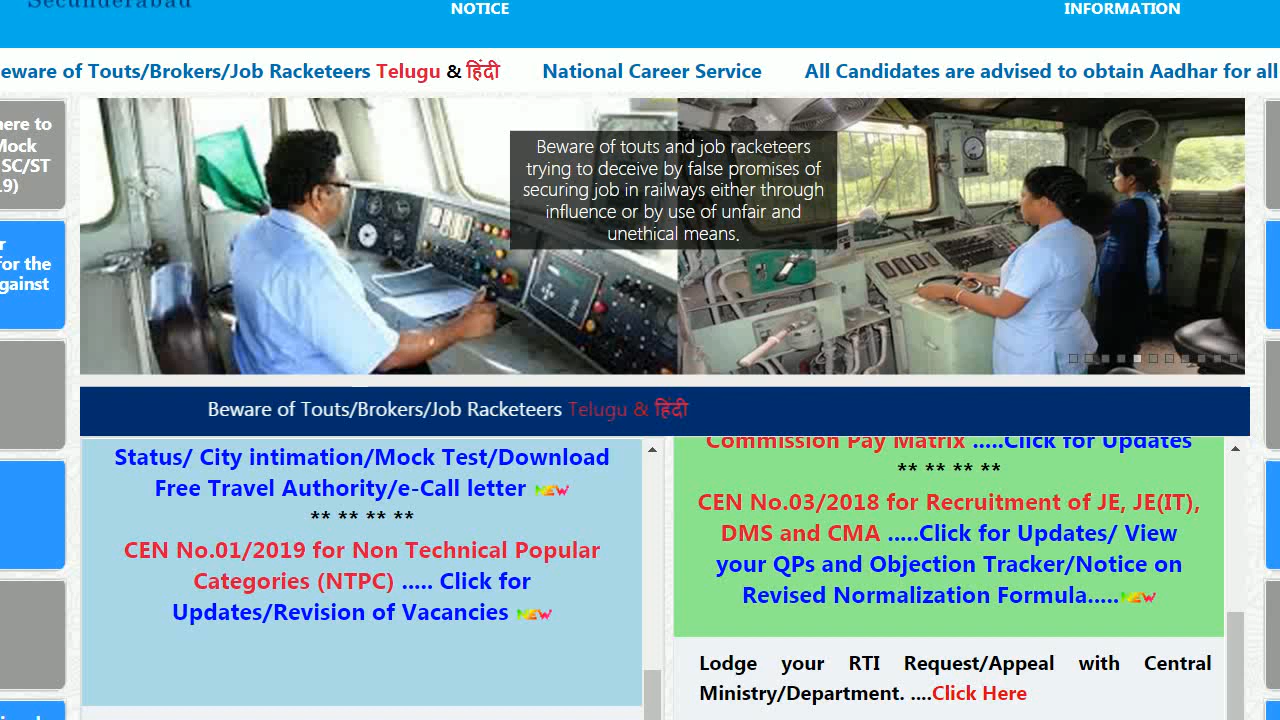 Secunderabad
NOTICE
INFORMATION
eware of Touts/Brokers/Job Racketeers Telugu & हिंदी National Career Service All Candidates are advised to obtain Aadhar for all
here to
Mock
SC/ST
19)
r
for the
gainst
Beware of touts and job racketeers
trying to deceive by false promises of
securing job in railways either through
influence or by use of unfair and
unethical means.
Beware of Touts/Brokers/Job Racketeers Telugu & हिंदी
Status/ City intimation/Mock Test/Download
Free Travel Authority/e-Call letter NEW
** ** ** **
CEN No.01/2019 for Non Technical Popular
Categories (NTPC) ..... Click for
Updates/Revision of Vacancies NEW
Commission Pay Matrix .....Click for Updates
** ** ** **
CEN No.03/2018 for Recruitment of JE, JE(IT),
DMS and CMA .....Click for Updates/ View
your QPs and Objection Tracker/Notice on
Revised Normalization Formula.....NEW
Lodge your RTI Request/Appeal with Central
Ministry/Department. ....Click Here